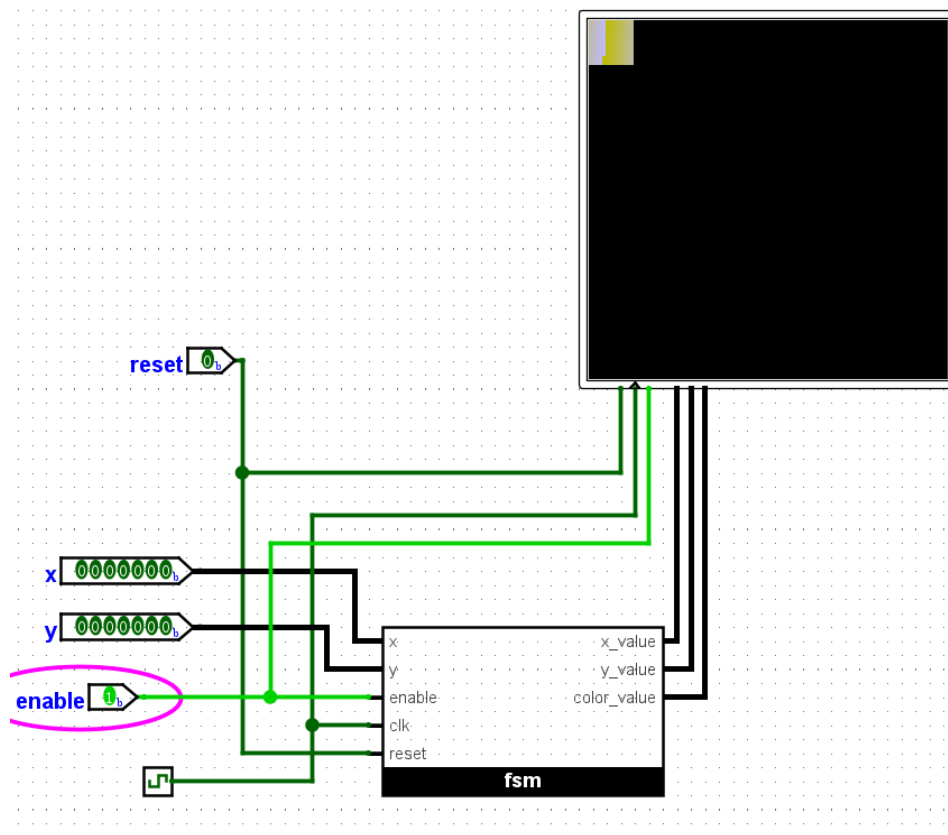 reset 0b
x 0000000b
y 0000000b
enable 1b
x x_value
y y_value
enable color_value
clk
reset
fsm